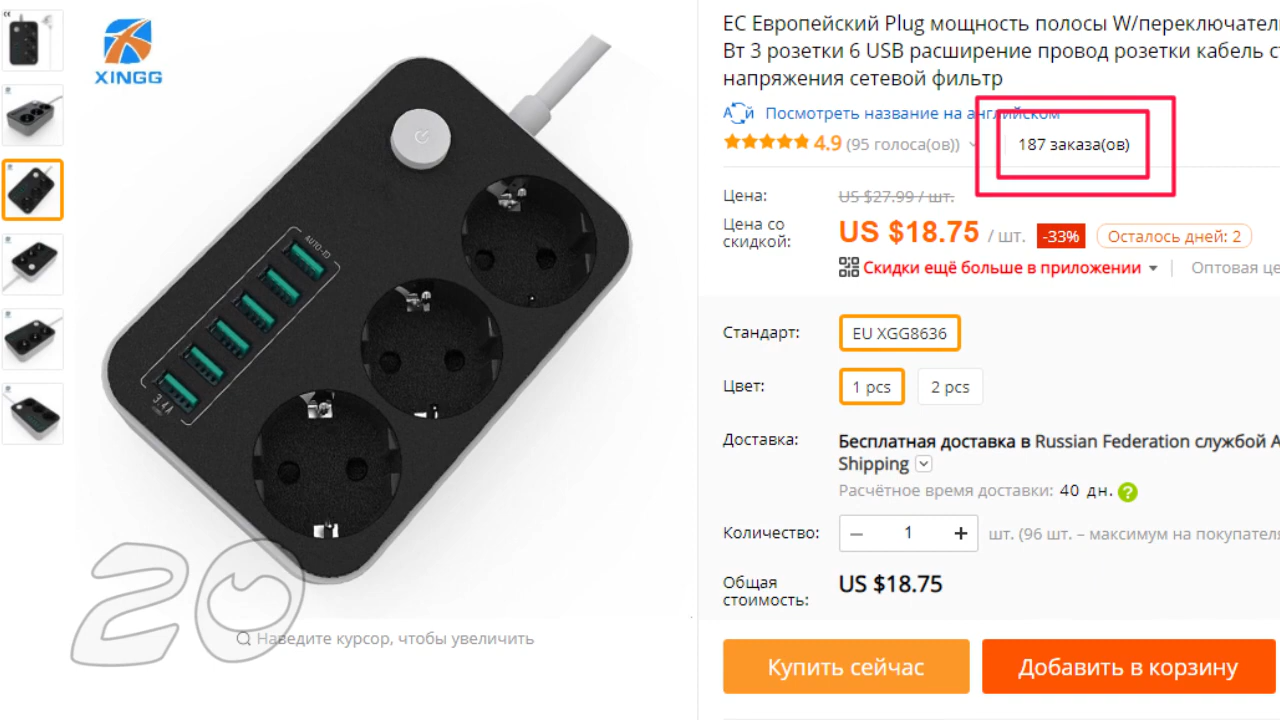 XINGG
AUTO-ID
3.4A
20
Наведите курсор, чтобы увеличить
ЕС Европейский Plug мощность полосы W/переключател
Вт 3 розетки 6 USB расширение провод розетки кабель
напряжения сетевой фильтр
Посмотреть название на английском
4.9 (95 голоса(ов))
187 заказа(ов)
Цена: US $27.99 / шт.
Цена со скидкой: US $18.75 / шт. -33% Осталось дней: 2
Скидки ещё больше в приложении Оптовая це
Стандарт: EU XGG8636
Цвет: 1 pcs 2 pcs
Доставка: Бесплатная доставка в Russian Federation службой A
Shipping
Расчётное время доставки: 40 дн. ?
Количество: – 1 + шт. (96 шт. – максимум на покупателя
Общая стоимость: US $18.75
Купить сейчас Добавить в корзину